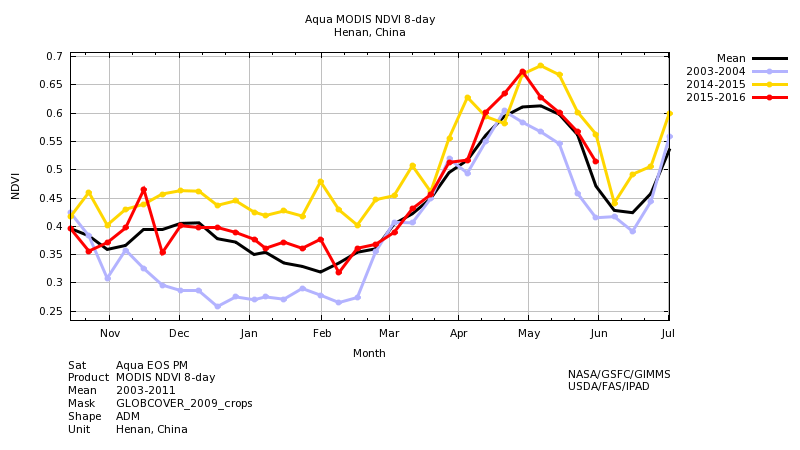 Aqua MODIS NDVI 8-day
Henan, China
Mean
2003-2004
2014-2015
2015-2016
NDVI
0.7
0.65
0.6
0.55
0.5
0.45
0.4
0.35
0.3
0.25
Nov Dec Jan Feb Mar Apr May Jun Jul
Month
Sat Aqua EOS PM
Product MODIS NDVI 8-day
Mean 2003-2011
Mask GLOBCOVER_2009_crops
Shape ADM
Unit Henan, China
NASA/GSFC/GIMMS
USDA/FAS/IPAD